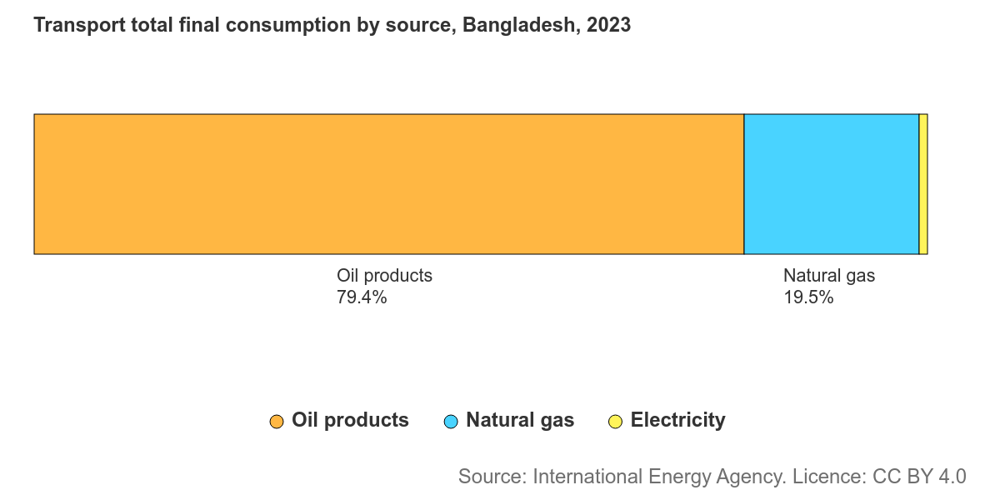 Transport total final consumption by source, Bangladesh, 2023
Oil products
79.4%
Natural gas
19.5%
Oil products
Natural gas
Electricity
Source: International Energy Agency. Licence: CC BY 4.0